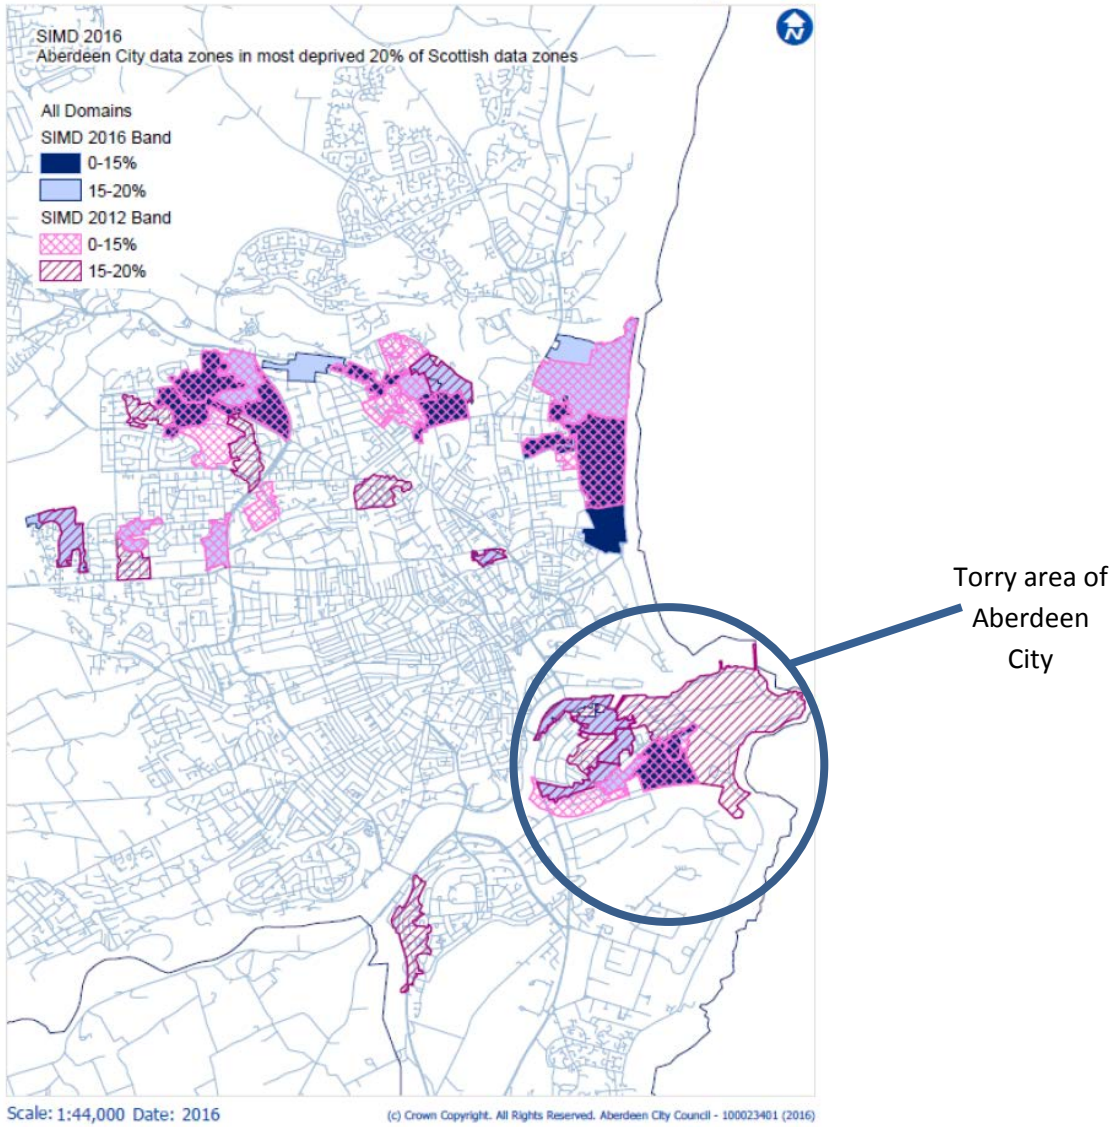 SIMD 2016
Aberdeen City data zones in most deprived 20% of Scottish data zones
N
All Domains
SIMD 2016 Band
0-15%
15-20%
SIMD 2012 Band
0-15%
15-20%
Torry area of
Aberdeen
City
Scale: 1:44,000 Date: 2016
(c) Crown Copyright. All Rights Reserved. Aberdeen City Council - 100023401 (2016)